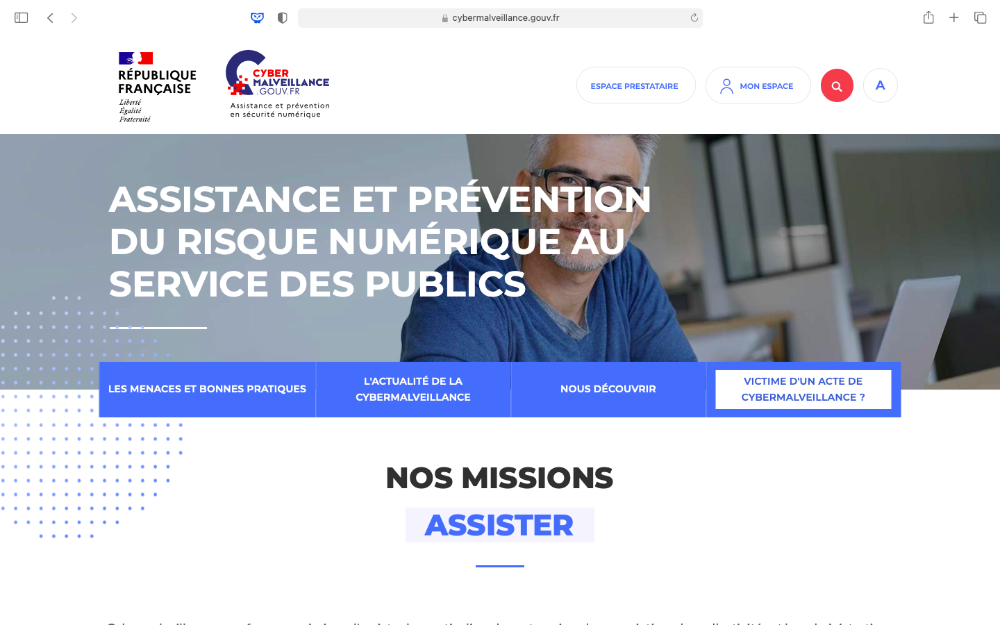 cybermalveillance.gouv.fr
RÉPUBLIQUE
FRANÇAISE
Liberté
Égalité
Fraternité
CYBER
MALVEILLANCE
.GOUV.FR
Assistance et prévention
en sécurité numérique
ESPACE PRESTATAIRE
MON ESPACE
A
ASSISTANCE ET PRÉVENTION
DU RISQUE NUMÉRIQUE AU
SERVICE DES PUBLICS
LES MENACES ET BONNES PRATIQUES
L'ACTUALITÉ DE LA
CYBERMALVEILLANCE
NOUS DÉCOUVRIR
VICTIME D'UN ACTE DE
CYBERMALVEILLANCE ?
NOS MISSIONS
ASSISTER